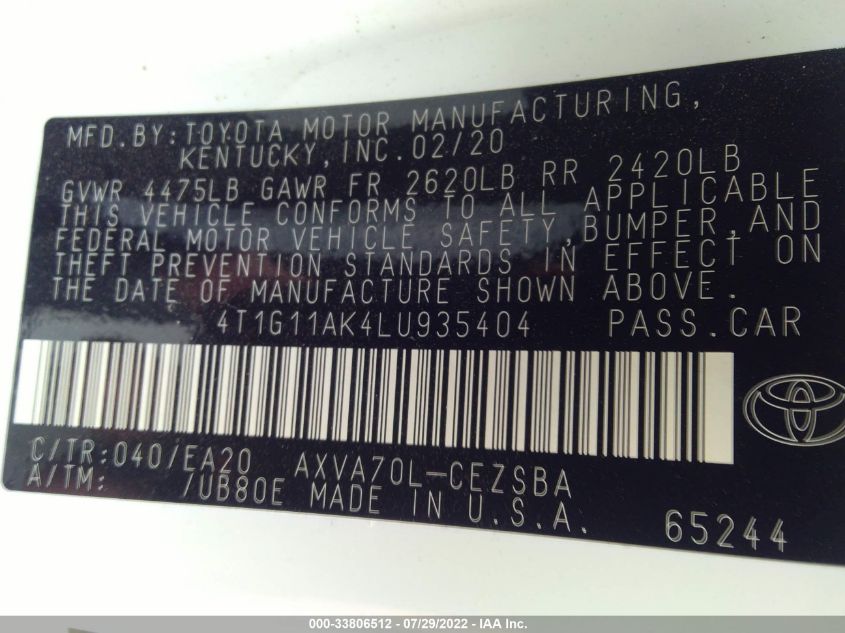 MFD.BY:TOYOTA MOTOR MANUFACTURING,
KENTUCKY,INC.02/20
GVWR 4475LB GAWR FR 2620LB RR 2420LB
THIS VEHICLE CONFORMS TO ALL APPLICABLE
FEDERAL MOTOR VEHICLE SAFETY,BUMPER,AND
THEFT PREVENTION STANDARDS IN EFFECT ON
THE DATE OF MANUFACTURE SHOWN ABOVE.
4T1G11AK4LU935404 PASS.CAR
C/TR:040/EA20 AXVA70L-CEZSBA
A/TM: /UB80E MADE IN U.S.A.
65244
000-33806512 - 07/29/2022 - IAA Inc.